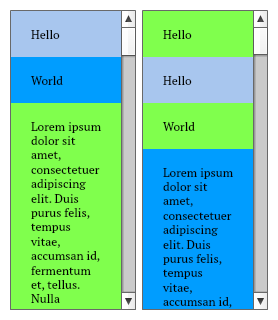 Hello
World
Lorem ipsum
dolor sit
amet,
consectetuer
adipiscing
elit. Duis
purus felis,
tempus
vitae,
accumsan id,
fermentum
et, tellus.
Nulla
Hello
World
Lorem ipsum
dolor sit
amet,
consectetuer
adipiscing
elit. Duis
purus felis,
tempus
vitae,
accumsan id,